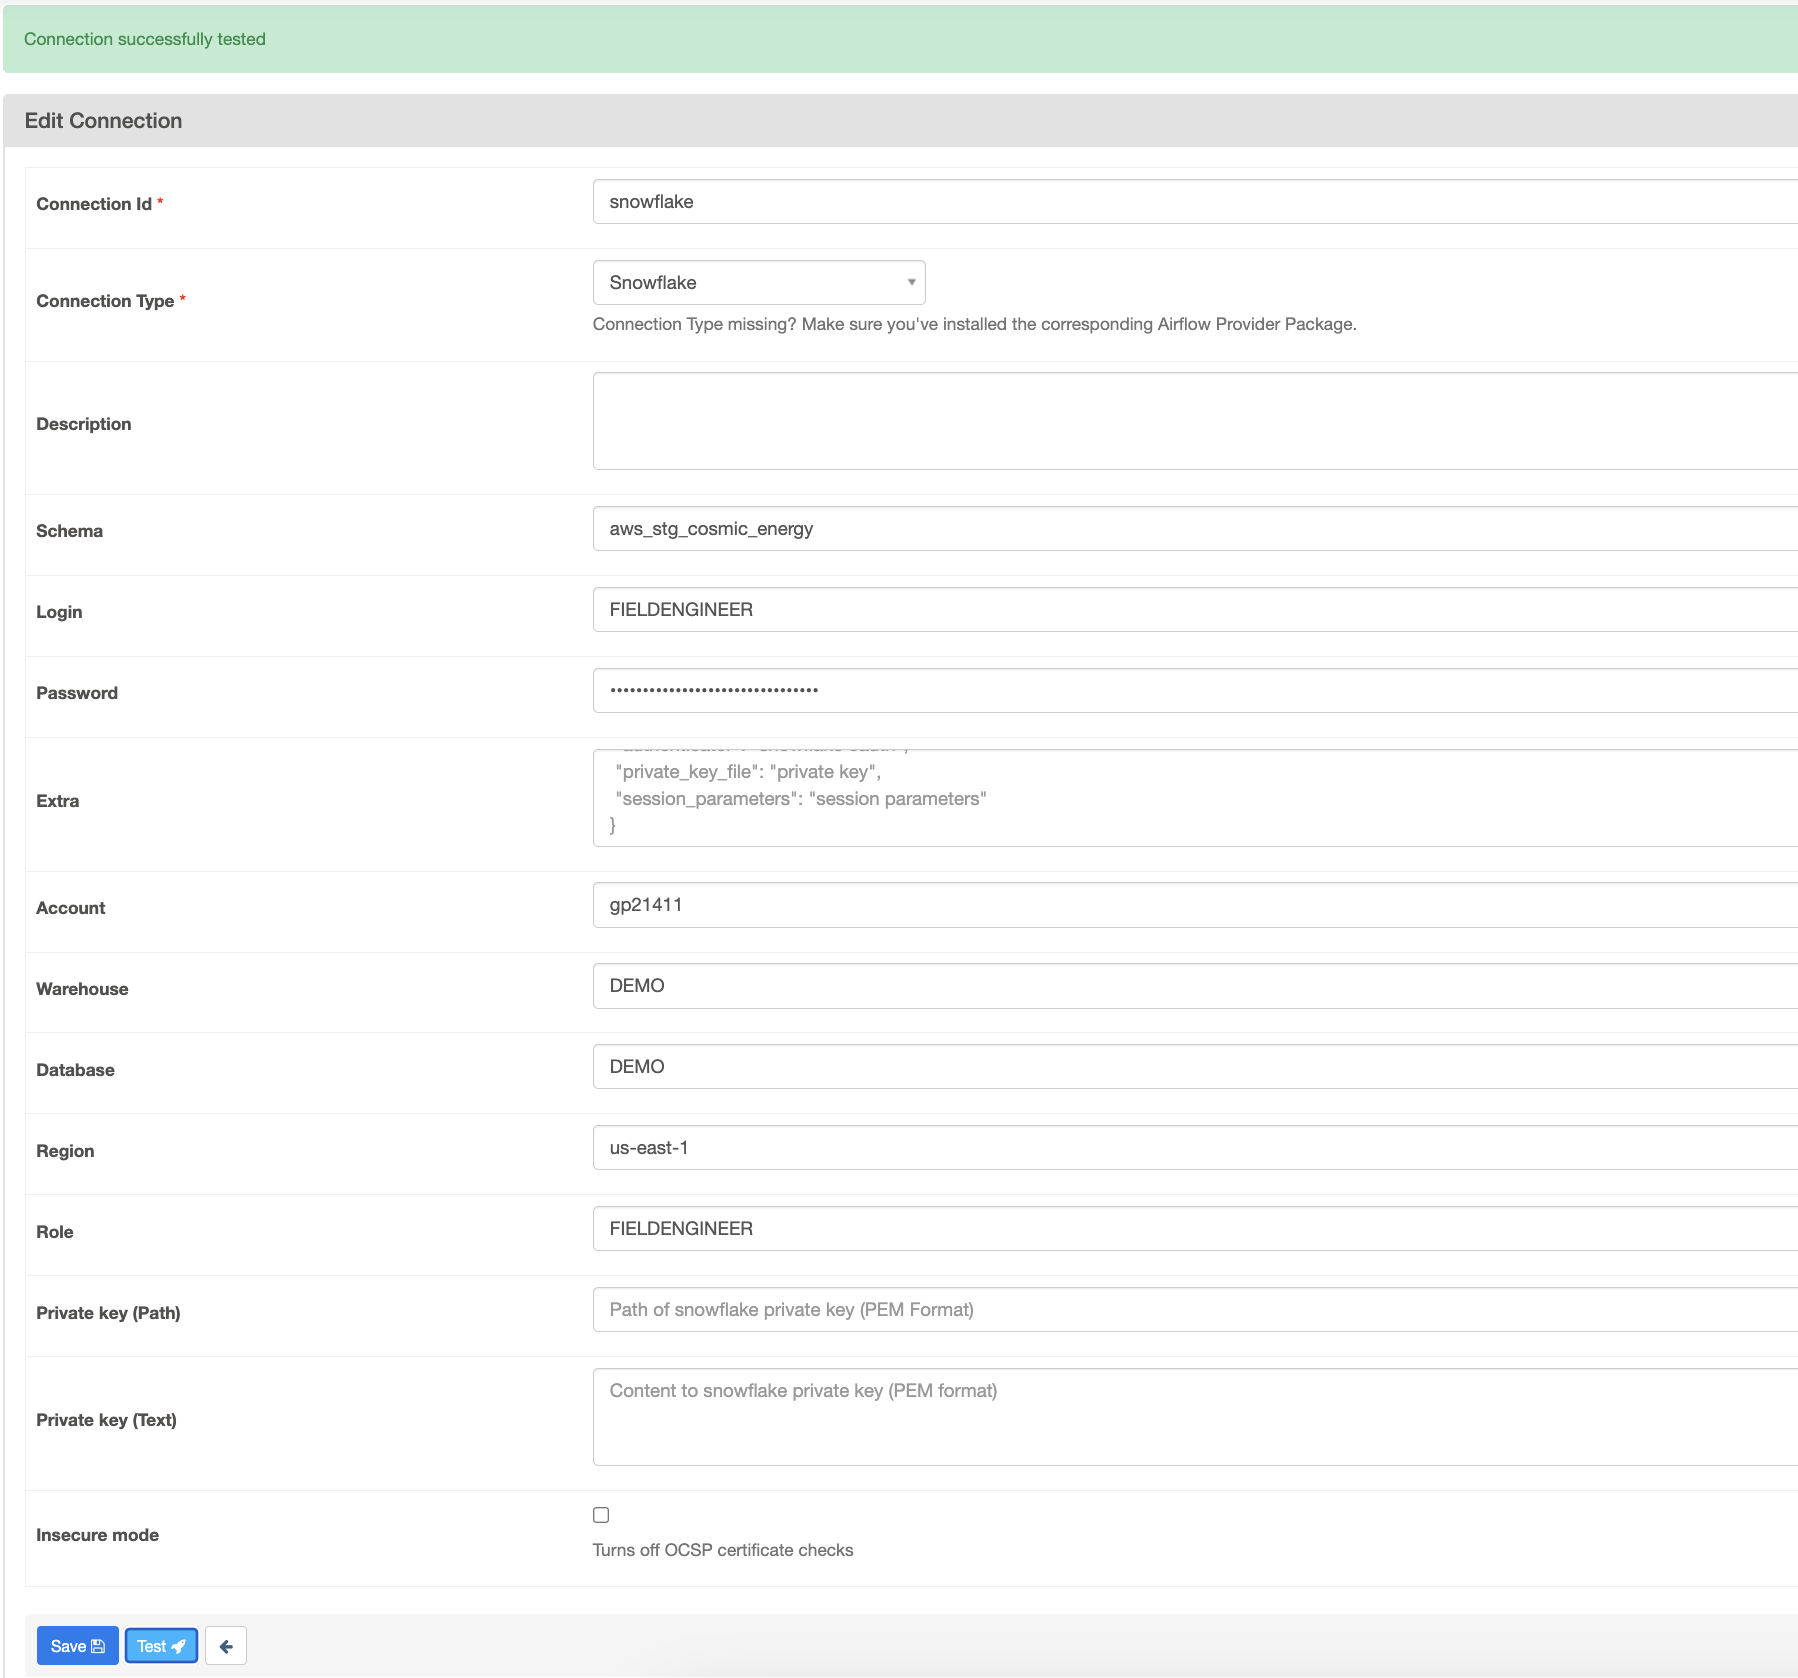 Connection successfully tested
Edit Connection
Connection Id *
snowflake
Connection Type *
Snowflake
Connection Type missing? Make sure you've installed the corresponding Airflow Provider Package.
Description
Schema
aws_stg_cosmic_energy
Login
FIELDENGINEER
Password
••••••••••••••••••••••••••••••••
Extra
"private_key_file": "private key",
"session_parameters": "session parameters"
}
Account
gp21411
Warehouse
DEMO
Database
DEMO
Region
us-east-1
Role
FIELDENGINEER
Private key (Path)
Path of snowflake private key (PEM Format)
Private key (Text)
Content to snowflake private key (PEM format)
Insecure mode
Turns off OCSP certificate checks
Save
Test